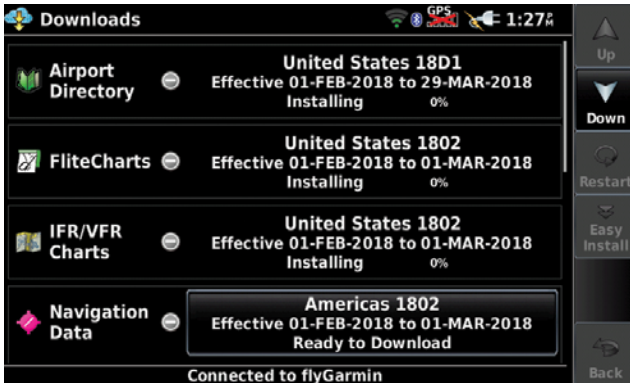 Downloads
GPS
1:27
Up
Airport
Directory
United States 18D1
Effective 01-FEB-2018 to 29-MAR-2018
Installing 0%
Down
FliteCharts
United States 1802
Effective 01-FEB-2018 to 01-MAR-2018
Installing 0%
Restart
IFR/VFR
Charts
United States 1802
Effective 01-FEB-2018 to 01-MAR-2018
Installing 0%
Easy
Install
Navigation
Data
Americas 1802
Effective 01-FEB-2018 to 01-MAR-2018
Ready to Download
Connected to flyGarmin
Back